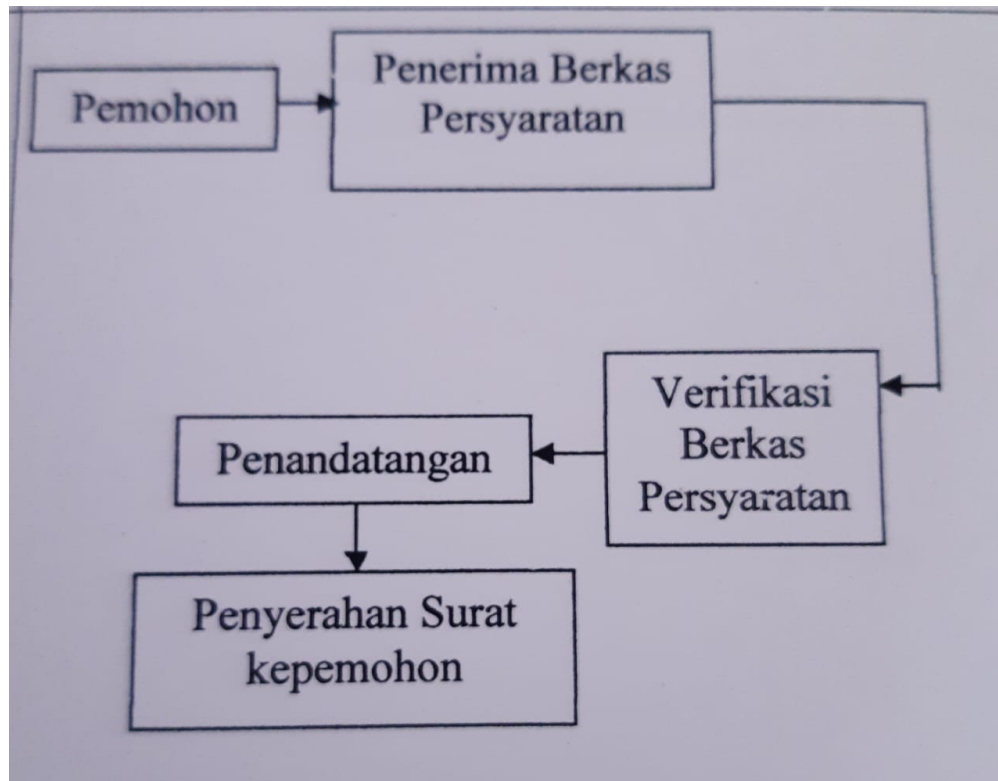 Pemohon
Penerima Berkas
Persyaratan
Verifikasi
Berkas
Persyaratan
Penandatangan
Penyerahan Surat
kepemohon